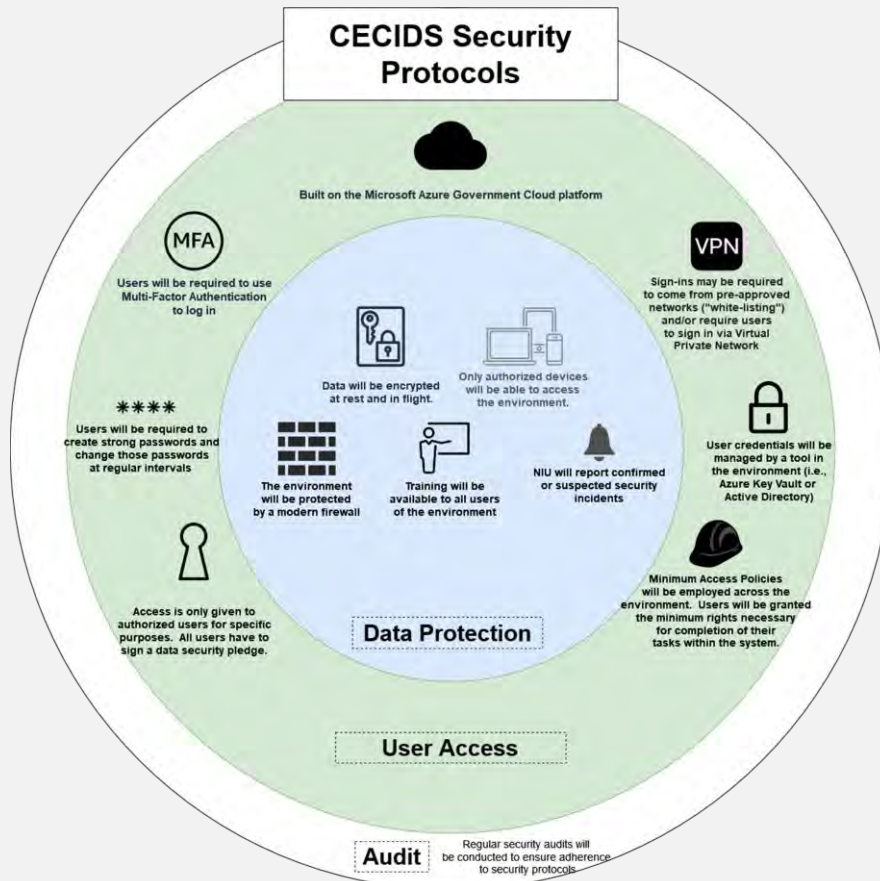 CECIDS Security
Protocols
Built on the Microsoft Azure Government Cloud platform
MFA
Users will be required to use
Multi-Factor Authentication
to log in
VPN
Sign-ins may be required
to come from pre-approved
networks ("white-listing")
and/or require users
to sign in via Virtual
Private Network
Data will be encrypted
at rest and in flight.
Only authorized devices
will be able to access
the environment.
****
Users will be required to
create strong passwords and
change those passwords
at regular intervals
The environment
will be protected
by a modern firewall
Training will be
available to all users
of the environment
NIU will report confirmed
or suspected security
incidents
User credentials will be
managed by a tool in
the environment (i.e.,
Azure Key Vault or
Active Directory)
Access is only given to
authorized users for specific
purposes. All users have to
sign a data security pledge.
Minimum Access Policies
will be employed across the
environment. Users will be granted
the minimum rights necessary
for completion of their
tasks within the system.
Data Protection
User Access
Audit
Regular security audits will
be conducted to ensure adherence
to security protocols